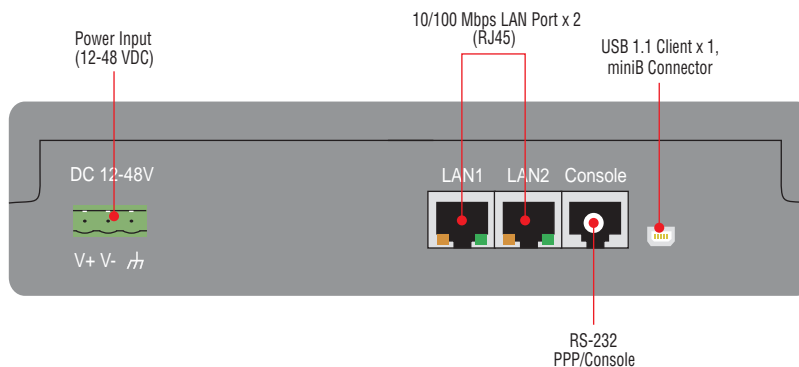 Power Input
(12-48 VDC)
10/100 Mbps LAN Port x 2
(RJ45)
USB 1.1 Client x 1,
miniB Connector
DC 12-48V
LAN1
LAN2
Console
V+ V-
RS-232
PPP/Console